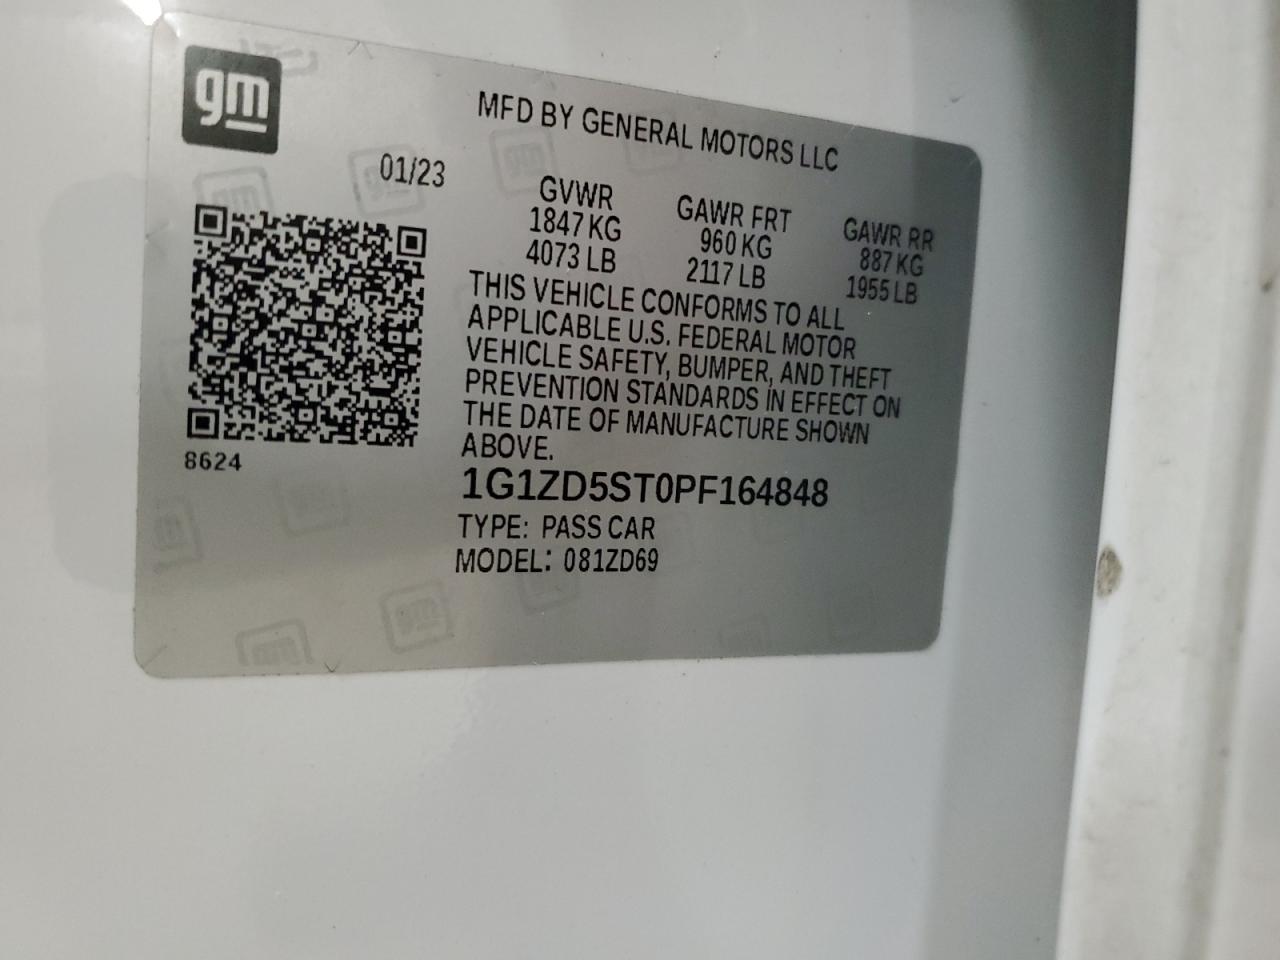 gm
MFD BY GENERAL MOTORS LLC
01/23
GVWR GAWR FRT GAWR RR
1847 KG 960 KG 887 KG
4073 LB 2117 LB 1955 LB
THIS VEHICLE CONFORMS TO ALL
APPLICABLE U.S. FEDERAL MOTOR
VEHICLE SAFETY, BUMPER, AND THEFT
PREVENTION STANDARDS IN EFFECT ON
THE DATE OF MANUFACTURE SHOWN
ABOVE.
8624
1G1ZD5ST0PF164848
TYPE: PASS CAR
MODEL: 081ZD69